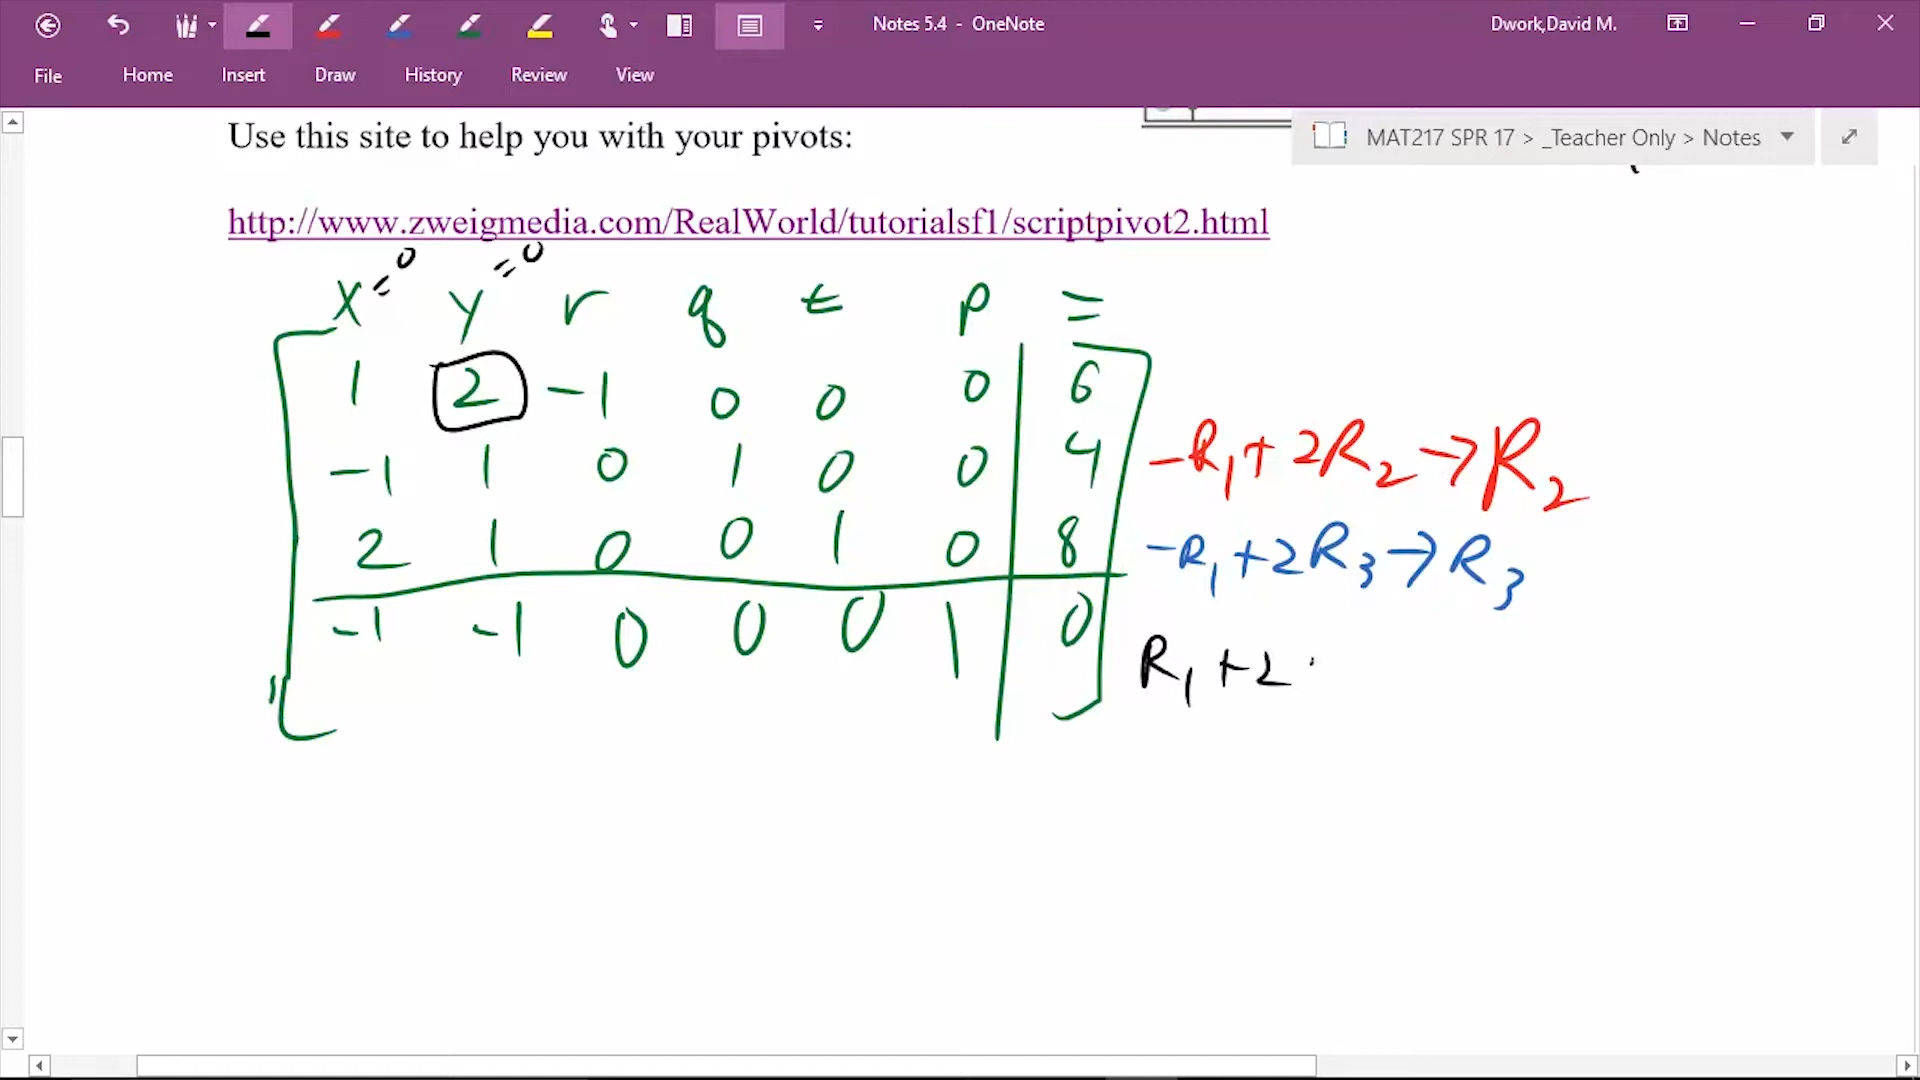 Notes 5.4 - OneNote
Dwork,David M.
File Home Insert Draw History Review View
Use this site to help you with your pivots:
MAT217 SPR 17 > _Teacher Only > Notes
http://www.zweigmedia.com/RealWorld/tutorialsf1/scriptpivot2.html
=0 =0
x y r q t p =
1 2 -1 0 0 0 6
-1 1 0 1 0 0 4 -R₁+2R₂→R₂
2 1 0 0 1 0 8 -R₁+2R₃→R₃
-1 -1 0 0 0 1 0 R₁+2